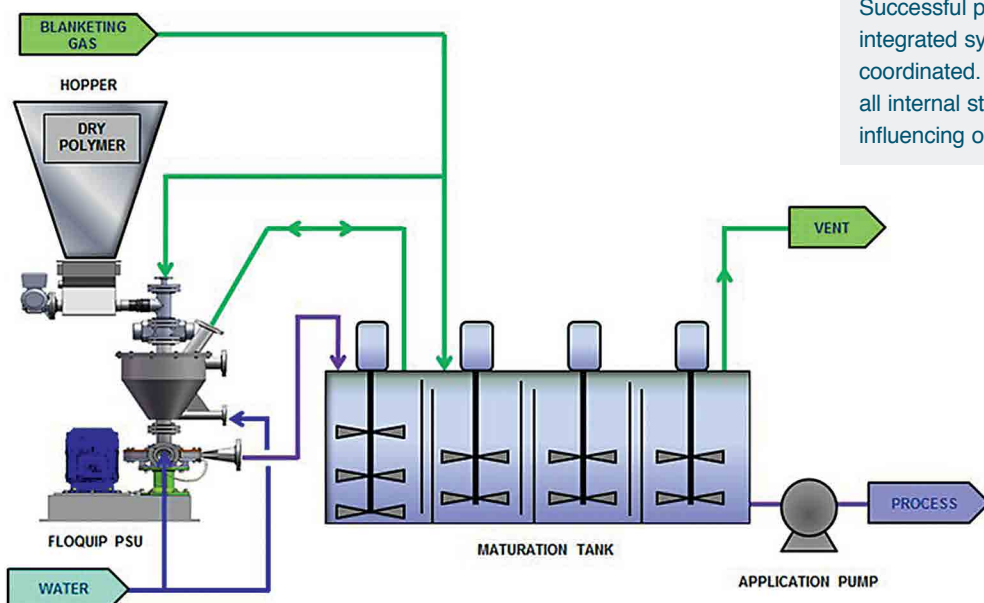 BLANKETING
GAS
Successful p
integrated sy
coordinated.
all internal st
influencing o
HOPPER
DRY
POLYMER
VENT
PROCESS
FLOQUIP PSU
MATURATION TANK
APPLICATION PUMP
WATER